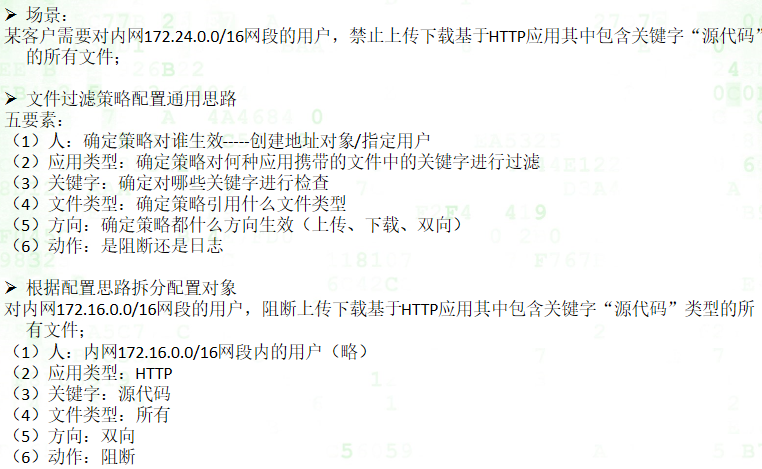 ➢ 场景：
某客户需要对内网172.24.0.0/16网段的用户，禁止上传下载基于HTTP应用其中包含关键字“源代码”
的所有文件；
➢ 文件过滤策略配置通用思路
五要素：
（1）人：确定策略对谁生效-----创建地址对象/指定用户
（2）应用类型：确定策略对何种应用携带的文件中的关键字进行过滤
（3）关键字：确定对哪些关键字进行检查
（4）文件类型：确定策略引用什么文件类型
（5）方向：确定策略都什么方向生效（上传、下载、双向）
（6）动作：是阻断还是日志
➢ 根据配置思路拆分配置对象
对内网172.16.0.0/16网段的用户，阻断上传下载基于HTTP应用其中包含关键字“源代码”类型的所
有文件；
（1）人：内网172.16.0.0/16网段内的用户（略）
（2）应用类型：HTTP
（3）关键字：源代码
（2）文件类型：所有
（5）方向：双向
（6）动作：阻断